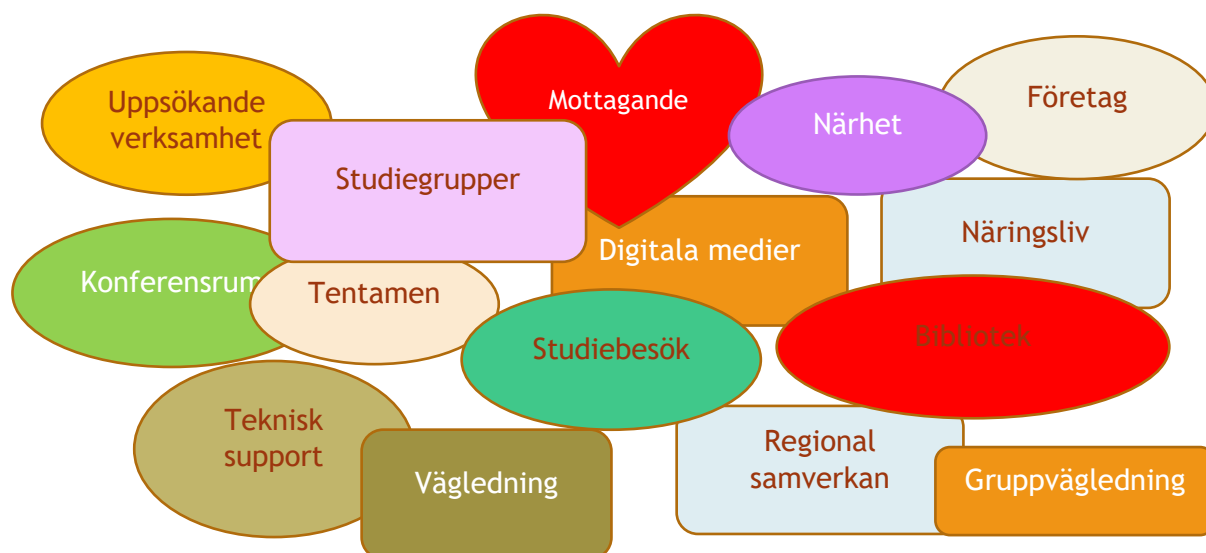 Uppsökande
verksamhet
Mottagande
Närhet
Företag
Studiegrupper
Digitala medier
Näringsliv
Konferensrum
Tentamen
Studiebesök
Bibliotek
Teknisk
support
Vägledning
Regional
samverkan
Gruppvägledning